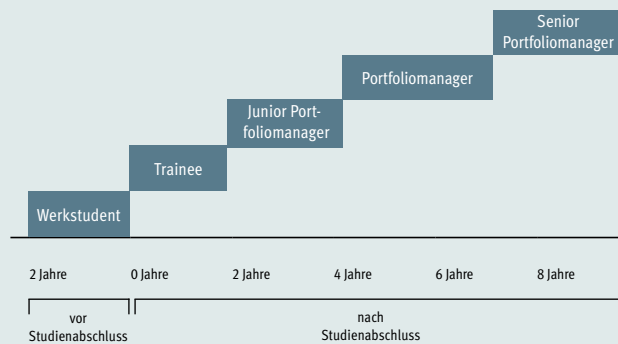 Senior
Portfoliomanager
Portfoliomanager
Junior Port-
foliomanager
Trainee
Werkstudent
2 Jahre
0 Jahre
2 Jahre
4 Jahre
6 Jahre
8 Jahre
vor
Studienabschluss
nach
Studienabschluss